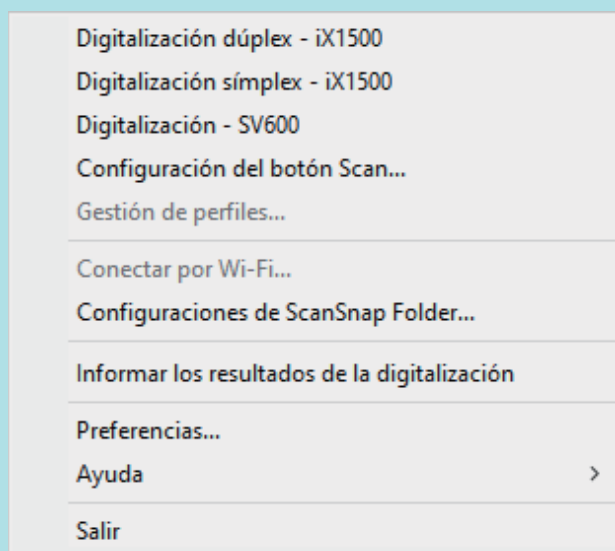 Digitalización dúplex - iX1500
Digitalización símplex - iX1500
Digitalización - SV600
Configuración del botón Scan...
Gestión de perfiles...
Conectar por Wi-Fi...
Configuraciones de ScanSnap Folder...
Informar los resultados de la digitalización
Preferencias...
Ayuda
Salir